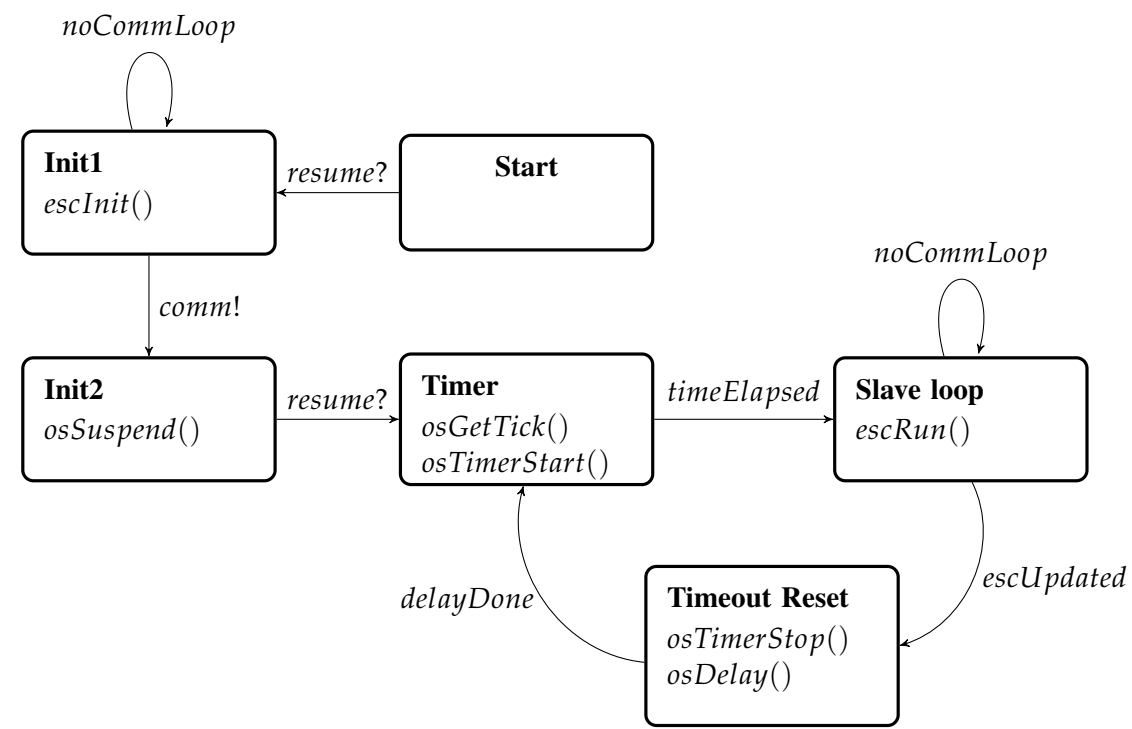 noCommLoop
Init1
escInit()
resume?
Start
comm!
noCommLoop
Init2
osSuspend()
resume?
Timer
osGetTick()
osTimerStart()
timeElapsed
Slave loop
escRun()
delayDone
Timeout Reset
osTimerStop()
osDelay()
escUpdated